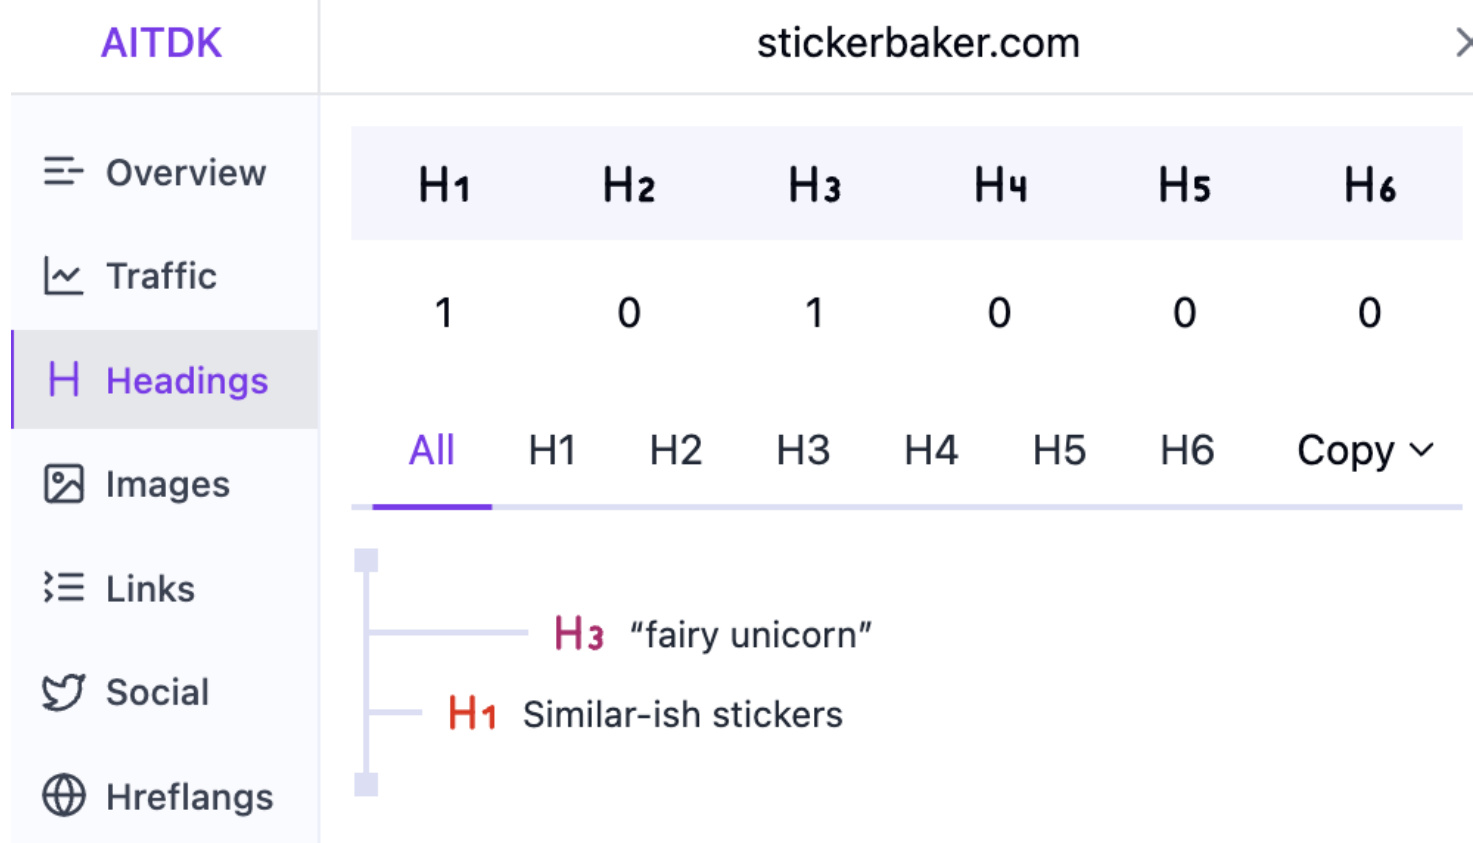 AITDK
stickerbaker.com
Overview
Traffic
Headings
Images
Links
Social
Hreflangs
H1 H2 H3 H4 H5 H6
1 0 1 0 0 0
All H1 H2 H3 H4 H5 H6 Copy
H3 “fairy unicorn”
H1 Similar-ish stickers